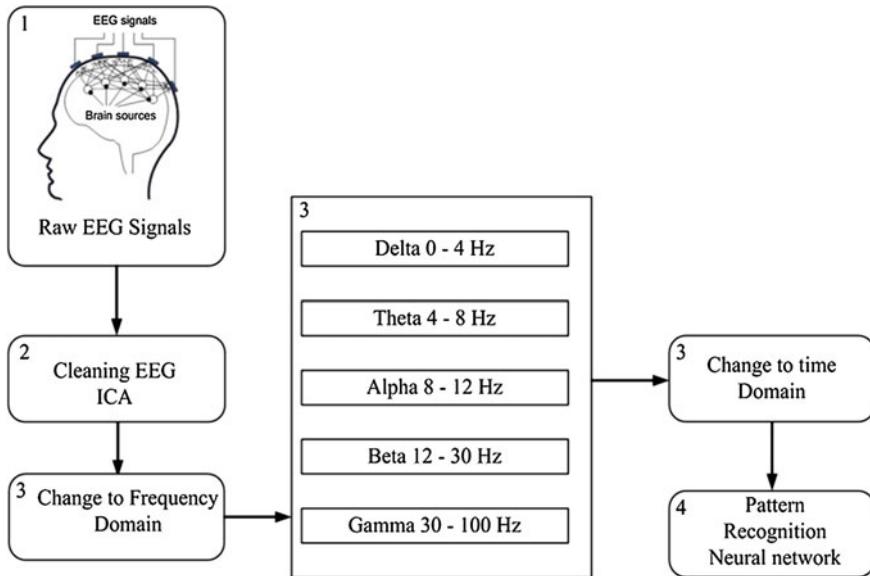 1
EEG signals
Brain sources
Raw EEG Signals
2
Cleaning EEG
ICA
3
Change to Frequency
Domain
3
Delta 0 - 4 Hz
Theta 4 - 8 Hz
Alpha 8 - 12 Hz
Beta 12 - 30 Hz
Gamma 30 - 100 Hz
3
Change to time
Domain
4
Pattern
Recognition
Neural network